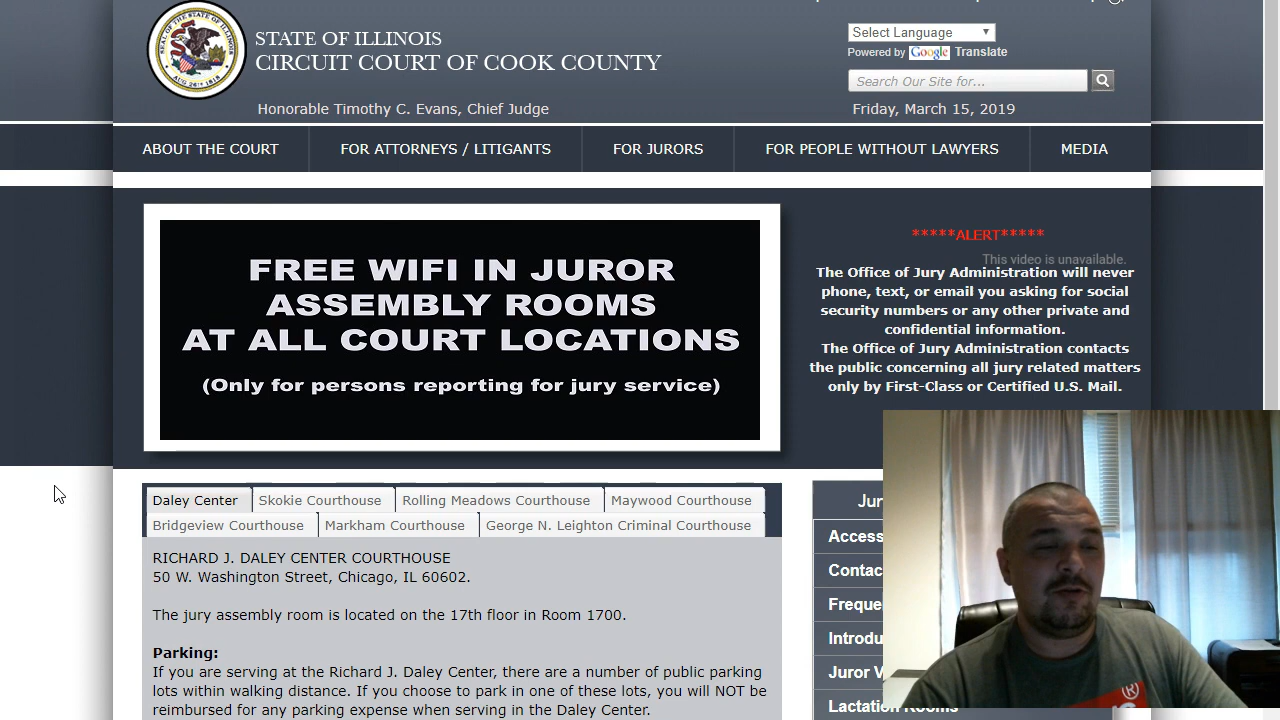 STATE OF ILLINOIS
CIRCUIT COURT OF COOK COUNTY
Honorable Timothy C. Evans, Chief Judge
Select Language
Powered by Google Translate
Search Our Site for...
Friday, March 15, 2019
ABOUT THE COURT
FOR ATTORNEYS / LITIGANTS
FOR JURORS
FOR PEOPLE WITHOUT LAWYERS
MEDIA
FREE WIFI IN JUROR
ASSEMBLY ROOMS
AT ALL COURT LOCATIONS
(Only for persons reporting for jury service)
*****ALERT*****
This video is unavailable.
The Office of Jury Administration will never
phone, text, or email you asking for social
security numbers or any other private and
confidential information.
The Office of Jury Administration contacts
the public concerning all jury related matters
only by First-Class or Certified U.S. Mail.
Daley Center
Skokie Courthouse
Rolling Meadows Courthouse
Maywood Courthouse
Bridgeview Courthouse
Markham Courthouse
George N. Leighton Criminal Courthouse
RICHARD J. DALEY CENTER COURTHOUSE
50 W. Washington Street, Chicago, IL 60602.
The jury assembly room is located on the 17th floor in Room 1700.
Parking:
If you are serving at the Richard J. Daley Center, there are a number of public parking
lots within walking distance. If you choose to park in one of these lots, you will NOT be
reimbursed for any parking expense when serving in the Daley Center.
Jur
Access
Contac
Freque
Introdu
Juror V
Lactation Rooms